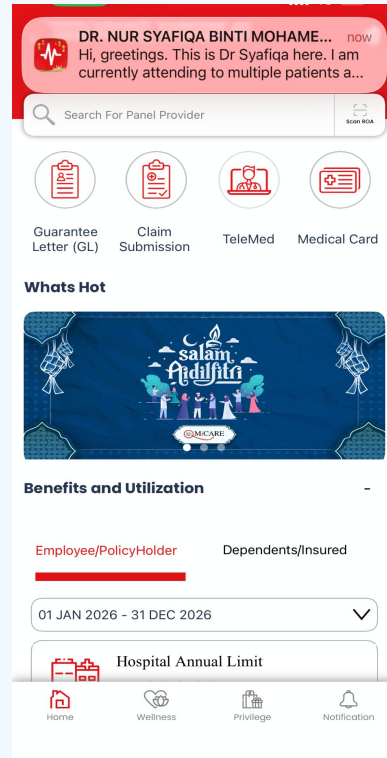 DR. NUR SYAFIQA BINTI MOHAME... now
Hi, greetings. This is Dr Syafiqa here. I am
currently attending to multiple patients a...
Search For Panel Provider
Scan ROA
Guarantee
Letter (GL)
Claim
Submission
TeleMed
Medical Card
Whats Hot
salam
Aidilfitri
MiCARE
Benefits and Utilization -
Employee/PolicyHolder Dependents/Insured
01 JAN 2026 - 31 DEC 2026
Hospital Annual Limit
Home Wellness Privilege Notification